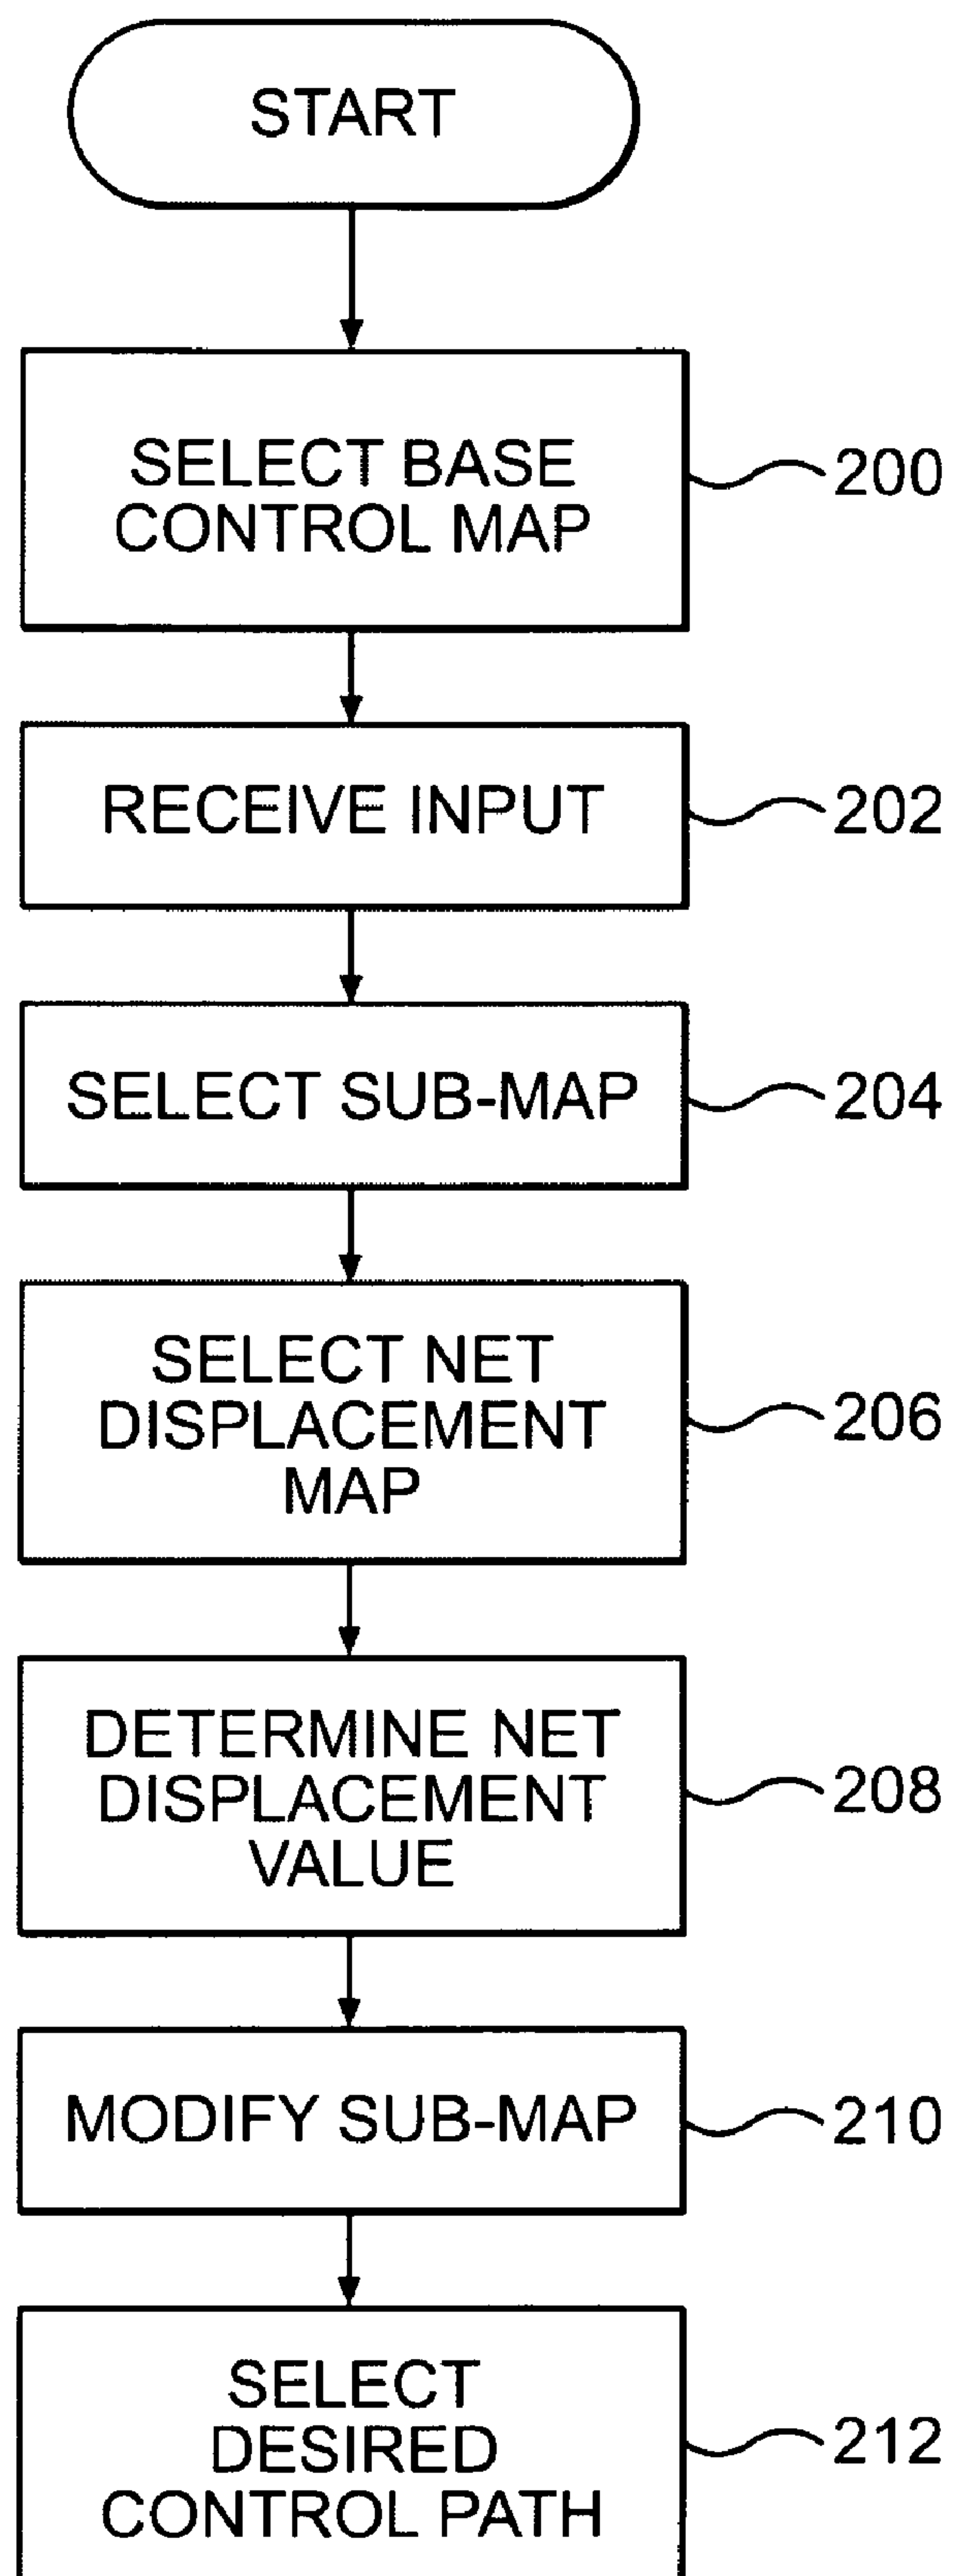 START
SELECT BASE
CONTROL MAP
200
RECEIVE INPUT
202
SELECT SUB-MAP
204
SELECT NET
DISPLACEMENT
MAP
206
DETERMINE NET
DISPLACEMENT
VALUE
208
MODIFY SUB-MAP
210
SELECT
DESIRED
CONTROL PATH
212